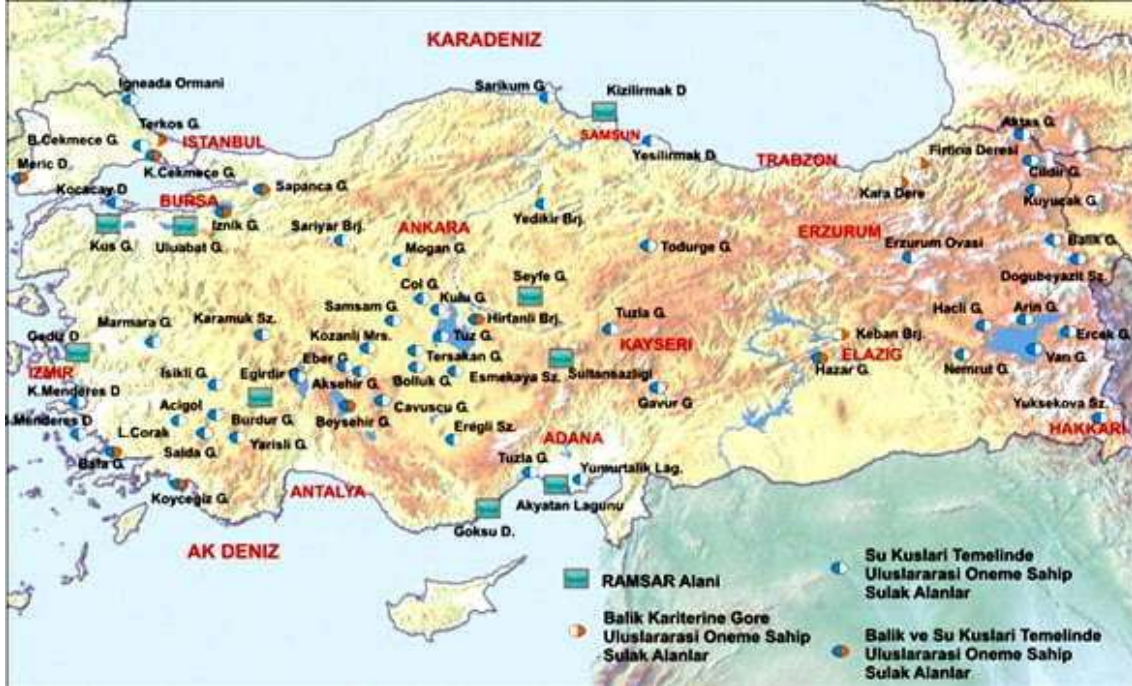 KARADENIZ
Igneada Ormani
Sarikum G.
Kizilirmak D
Terkos G.
B.Cekmece G.
ISTANBUL
SAMSUN
Yesilirmak D.
Aktas G.
Firtina Deresi
Meric D.
K.Cekmece G.
TRABZON
Cildir G.
Kocacay D
Sapanca G.
Kara Dere
BURSA
Kuyucak G.
Iznik G.
Yedikir Brj.
Sariyar Brj.
ANKARA
ERZURUM
Kus G.
Uluabat G.
Mogan G.
Todurge G.
Erzurum Ovasi
Balik G.
Dogubeyazit Sz.
Seyfe G.
Col G.
Kulu G.
Samsam G.
Hirfanli Brj.
Hacli G.
Arin G.
Marmara G.
Karamuk Sz.
Tuzla G.
Ercek G.
Gediz D
Kozanli Mrs.
Tuz G.
KAYSERI
Keban Brj.
Tersakan G.
ELAZIG
Van G.
IZMIR
Isikli G.
Egirdir G.
Eber G.
Aksehir G.
Bolluk G.
Esmekaya Sz.
Sultansazligi
Hazar G.
Nemrut G.
K.Menderes D
Acigol
Burdur G.
Beysehir G.
Cavuscu G.
Gavur G.
Yuksekova Sz.
.Menderes D
L.Corak
Salda G.
Yarisli G.
Eregli Sz.
ADANA
HAKKARI
Bafa G.
Tuzla G.
Yumurtalik Lag.
Koycegiz G.
ANTALYA
Akyatan Lagunu
Goksu D.
AK DENIZ
RAMSAR Alani
Balik Kariterine Gore
Uluslararasi Oneme Sahip
Sulak Alanlar
Su Kuslari Temelinde
Uluslararasi Oneme Sahip
Sulak Alanlar
Balik ve Su Kuslari Temelinde
Uluslararasi Oneme Sahip
Sulak Alanlar